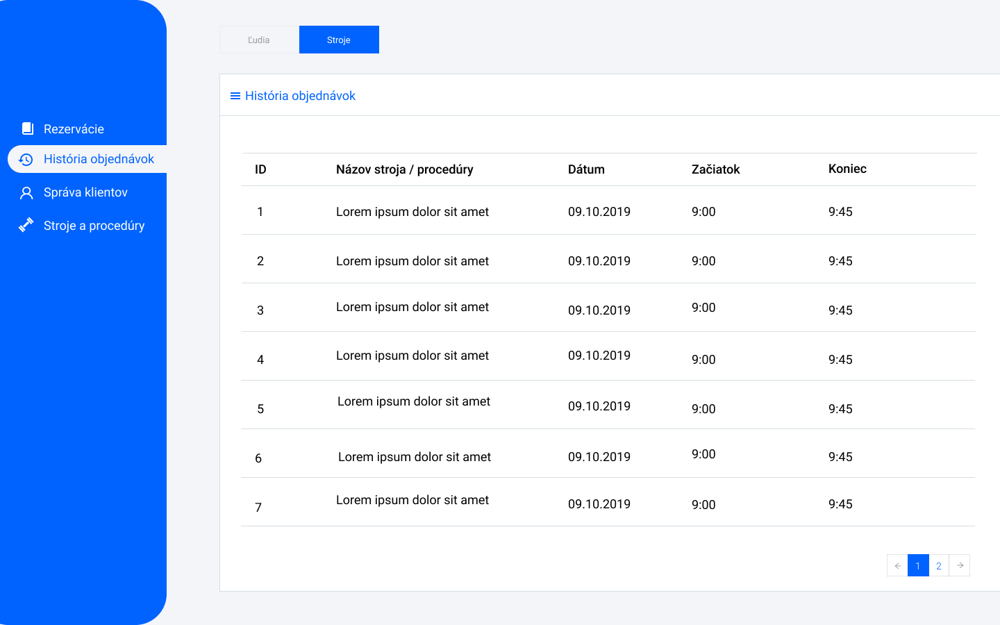 Ľudia
Stroje
História objednávok
Rezervácie
História objednávok
Správa klientov
Stroje a procedúry
ID Názov stroja / procedúry Dátum Začiatok Koniec
1 Lorem ipsum dolor sit amet 09.10.2019 9:00 9:45
2 Lorem ipsum dolor sit amet 09.10.2019 9:00 9:45
3 Lorem ipsum dolor sit amet 09.10.2019 9:00 9:45
4 Lorem ipsum dolor sit amet 09.10.2019 9:00 9:45
5 Lorem ipsum dolor sit amet 09.10.2019 9:00 9:45
6 Lorem ipsum dolor sit amet 09.10.2019 9:00 9:45
7 Lorem ipsum dolor sit amet 09.10.2019 9:00 9:45
1 2